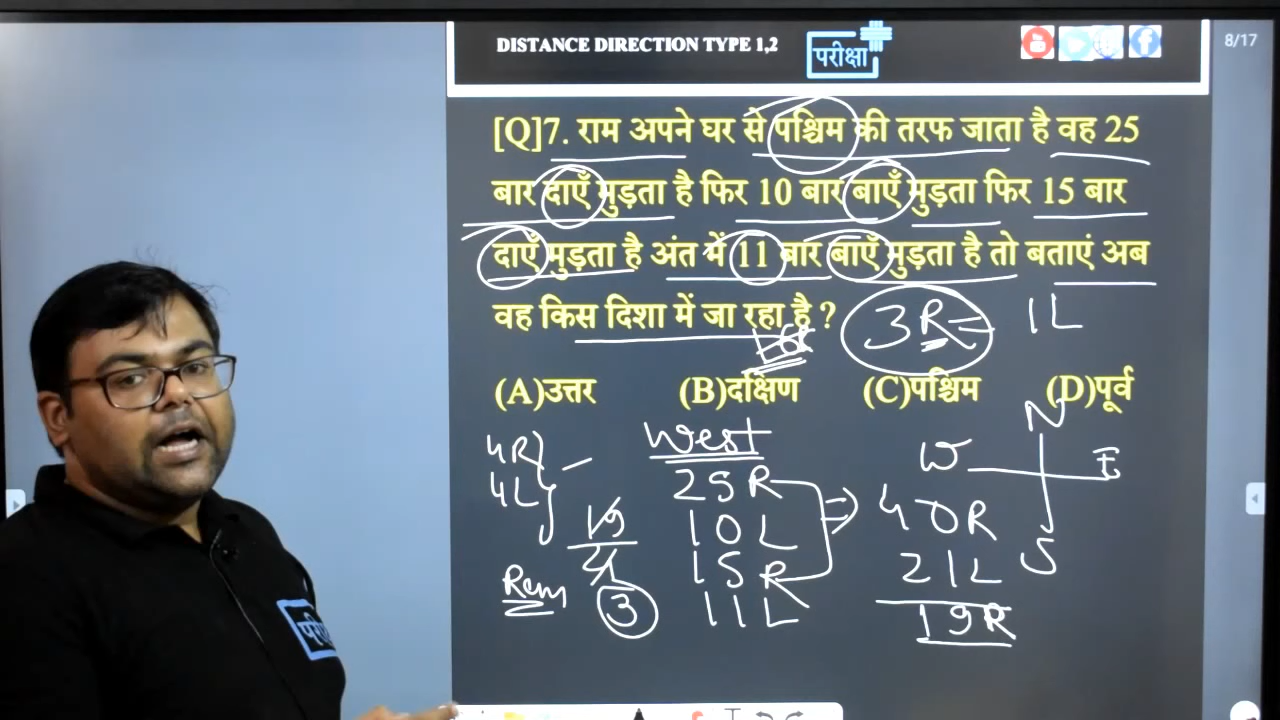 DISTANCE DIRECTION TYPE 1,2
परीक्षा
8/17
[Q]7. राम अपने घर से पश्चिम की तरफ जाता है वह 25
बार दाएँ मुड़ता है फिर 10 बार बाएँ मुड़ता फिर 15 बार
दाएँ मुड़ता है अंत में 11 बार बाएँ मुड़ता है तो बताएं अब
वह किस दिशा में जा रहा है ?
3R = 1L
(A)उत्तर (B)दक्षिण (C)पश्चिम (D)पूर्व
N
W E
S
4R
4L
19
4
Rem 3
West
25R
10L
15R
11L
40R
21L
19R
परीक्षा